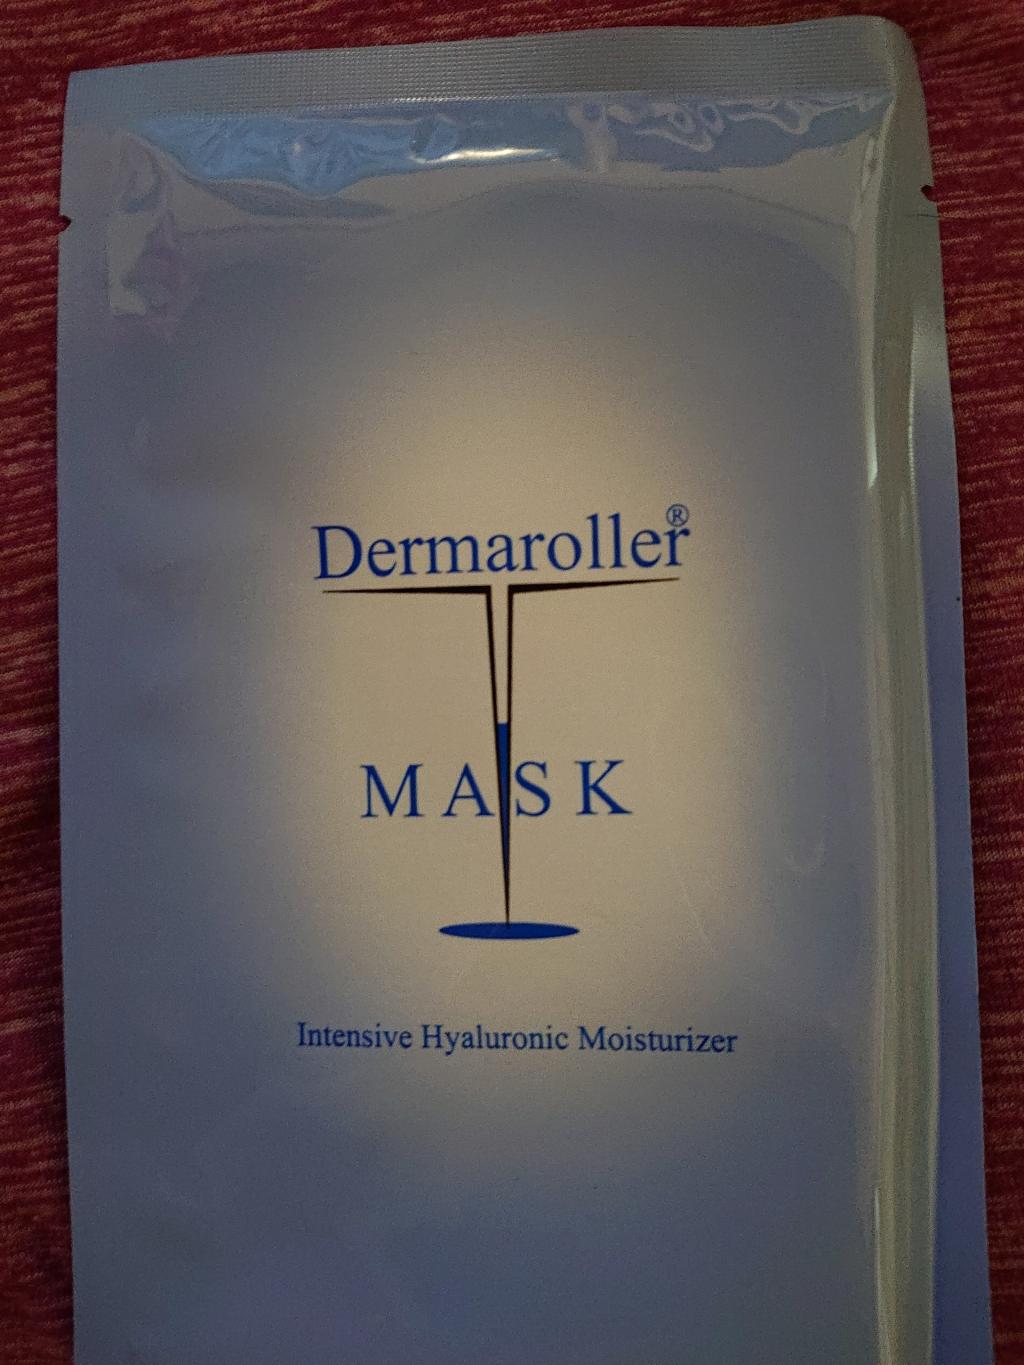 Dermaroller®
MASK
Intensive Hyaluronic Moisturizer